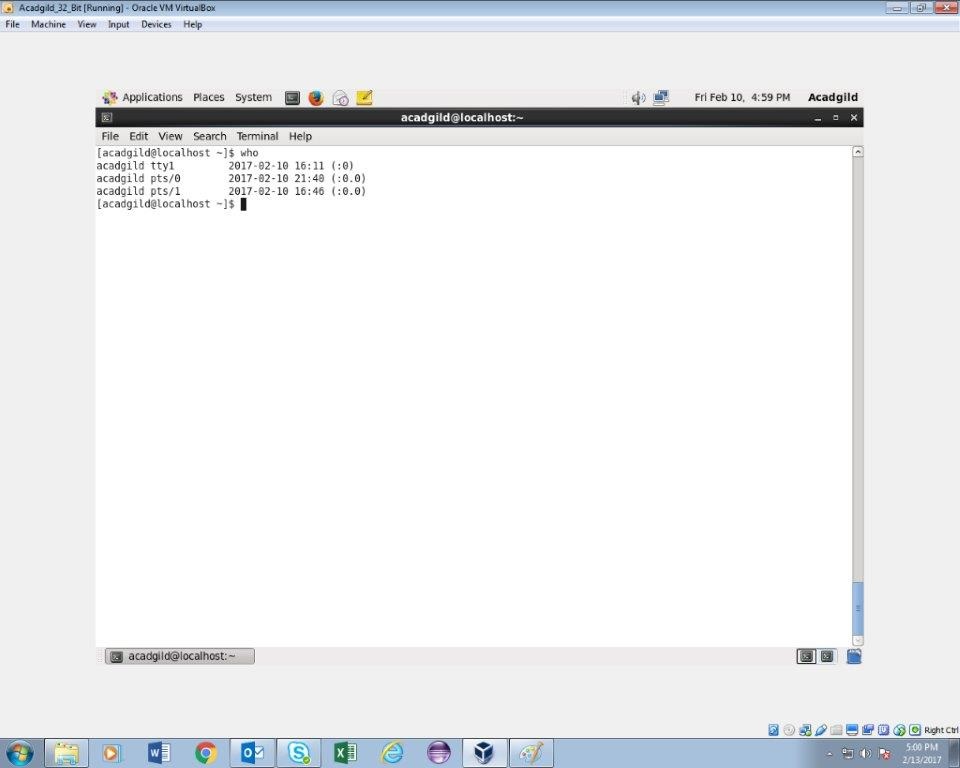 Acadgild_32_Bit [Running] - Oracle VM VirtualBox
File Machine View Input Devices Help
Applications Places System Fri Feb 10, 4:59 PM Acadgild
acadgild@localhost:~
File Edit View Search Terminal Help
[acadgild@localhost ~]$ who
acadgild tty1 2017-02-10 16:11 (:0)
acadgild pts/0 2017-02-10 21:40 (:0.0)
acadgild pts/1 2017-02-10 16:46 (:0.0)
[acadgild@localhost ~]$
acadgild@localhost:~
Right Ctrl
5:00 PM
2/13/2017